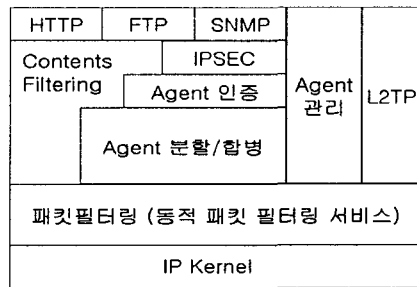 HTTP FTP SNMP
Contents
Filtering
IPSEC
Agent 인증
Agent 분할/합병
Agent
관리
L2TP
패킷필터링 (동적 패킷 필터링 서비스)
IP Kernel